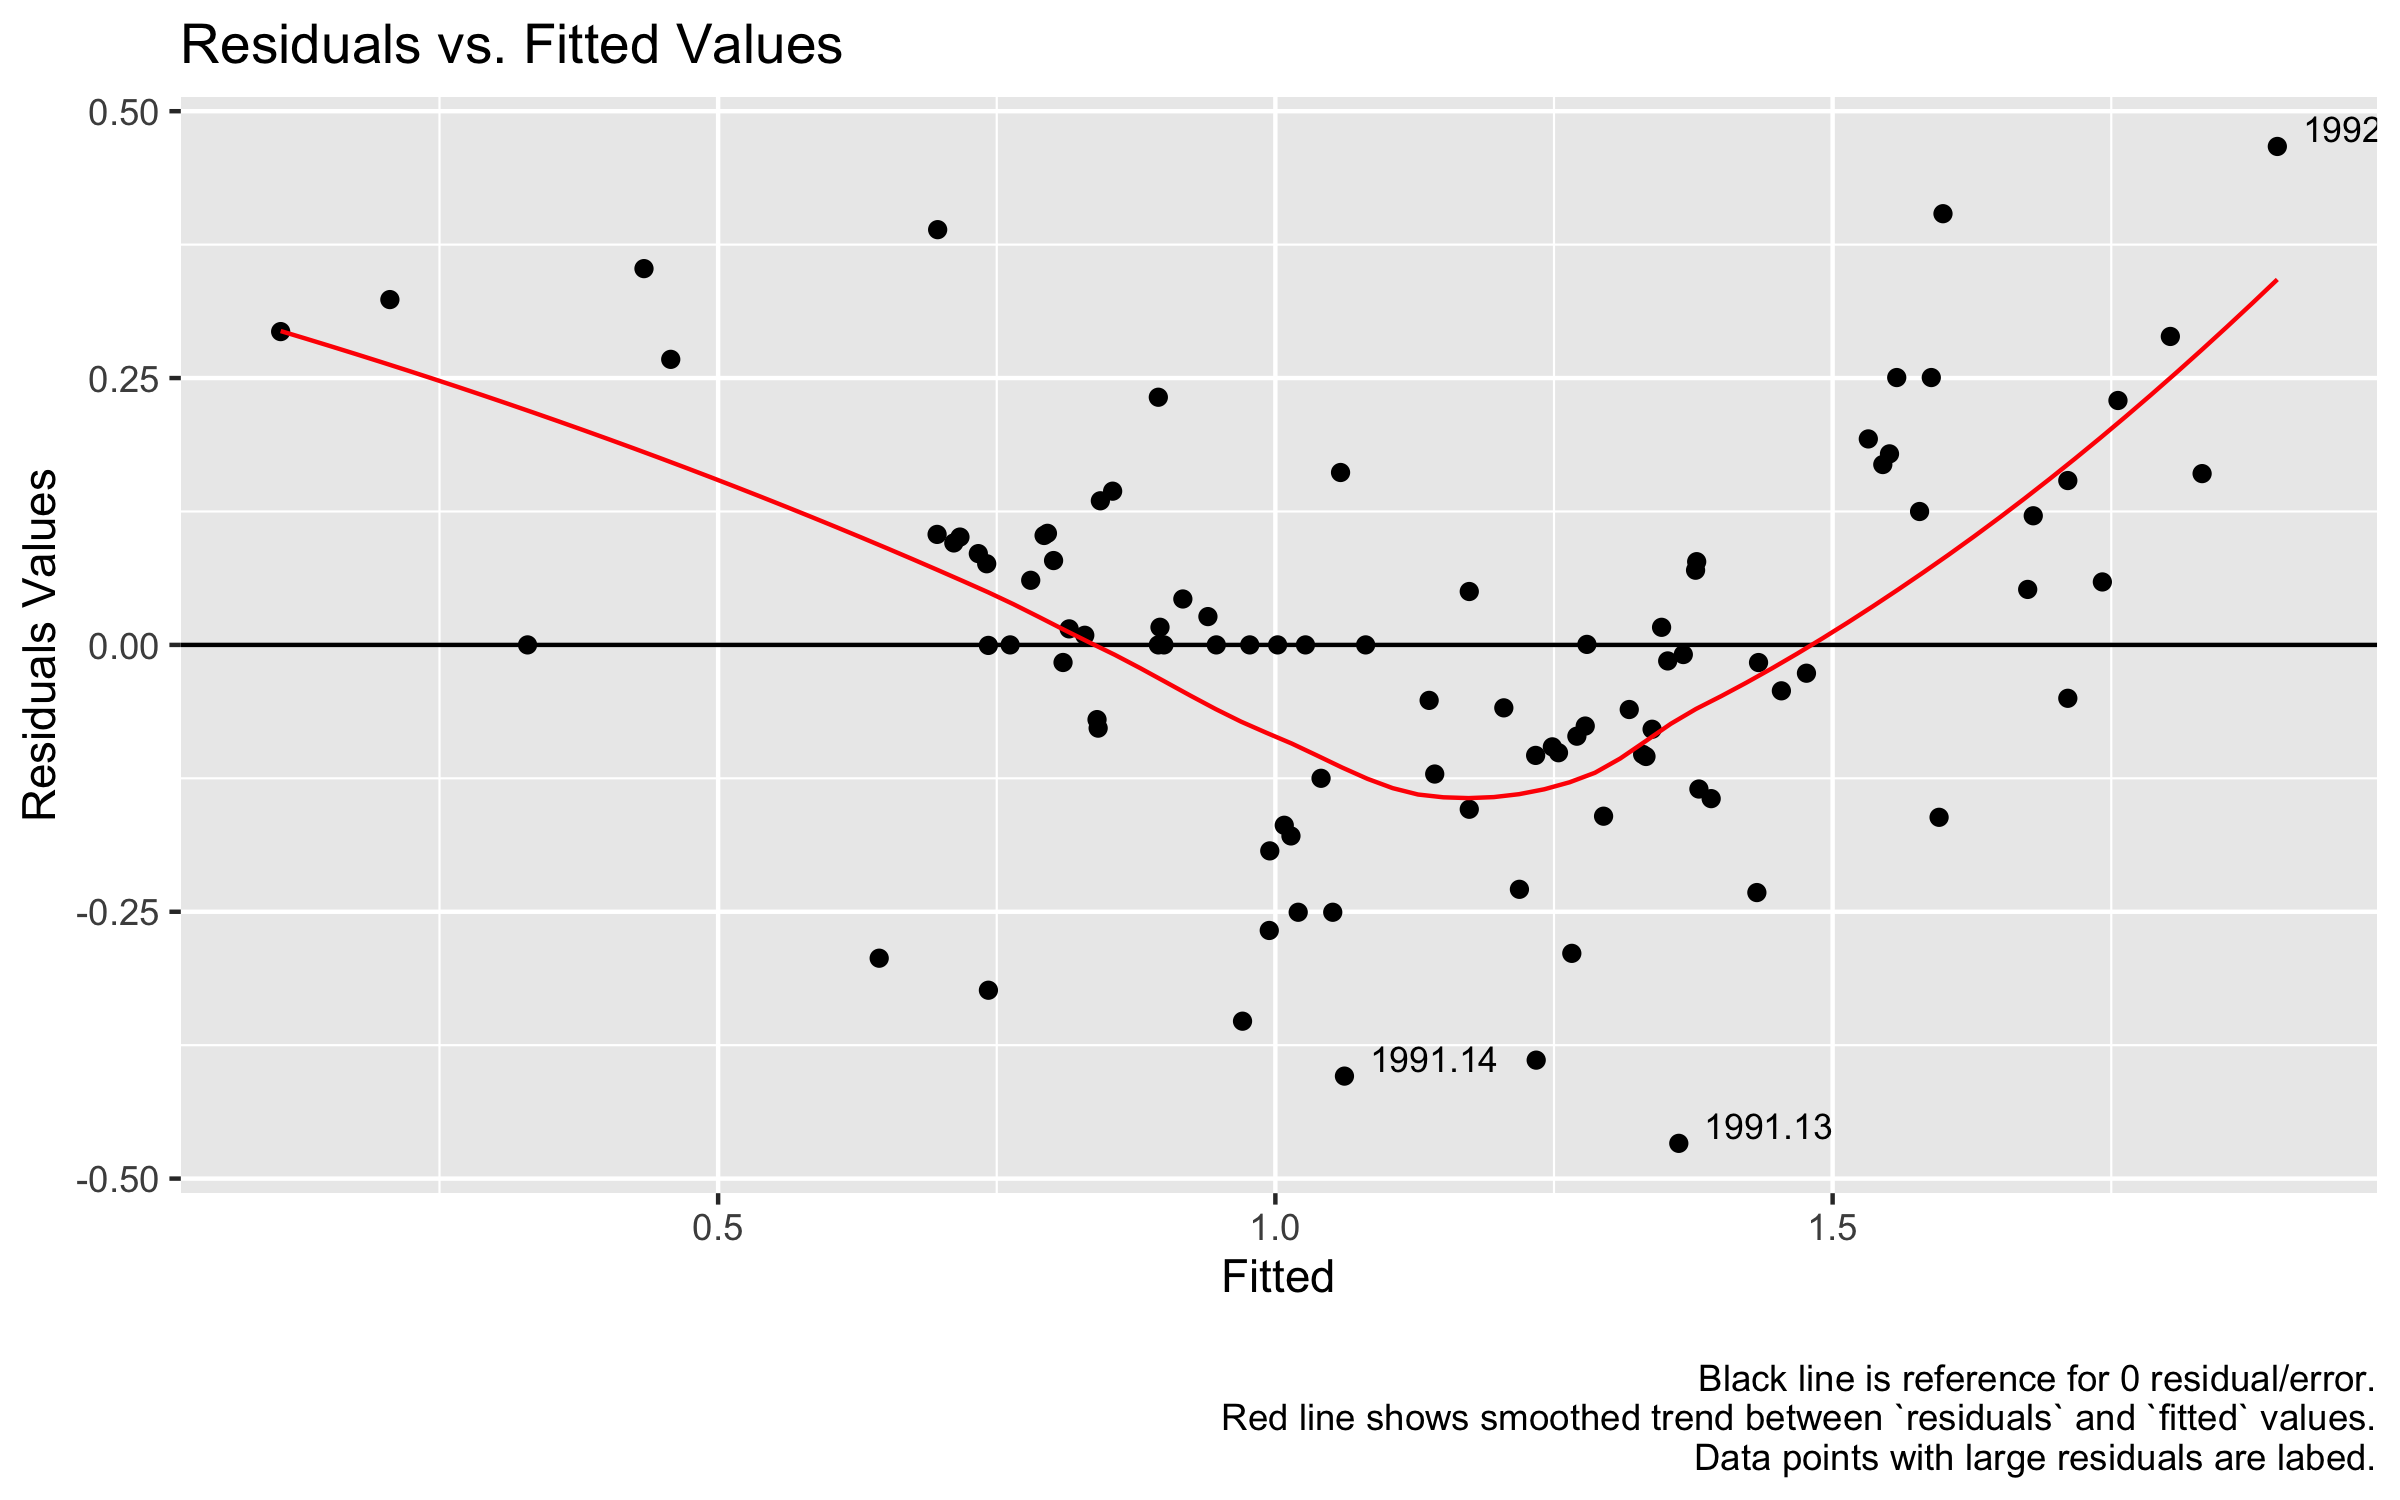 Residuals vs. Fitted Values
0.50
0.25
0.00
-0.25
-0.50
Residuals Values
1992
1991.14
1991.13
0.5
1.0
1.5
Fitted
Black line is reference for 0 residual/error.
Red line shows smoothed trend between `residuals` and `fitted` values.
Data points with large residuals are labed.